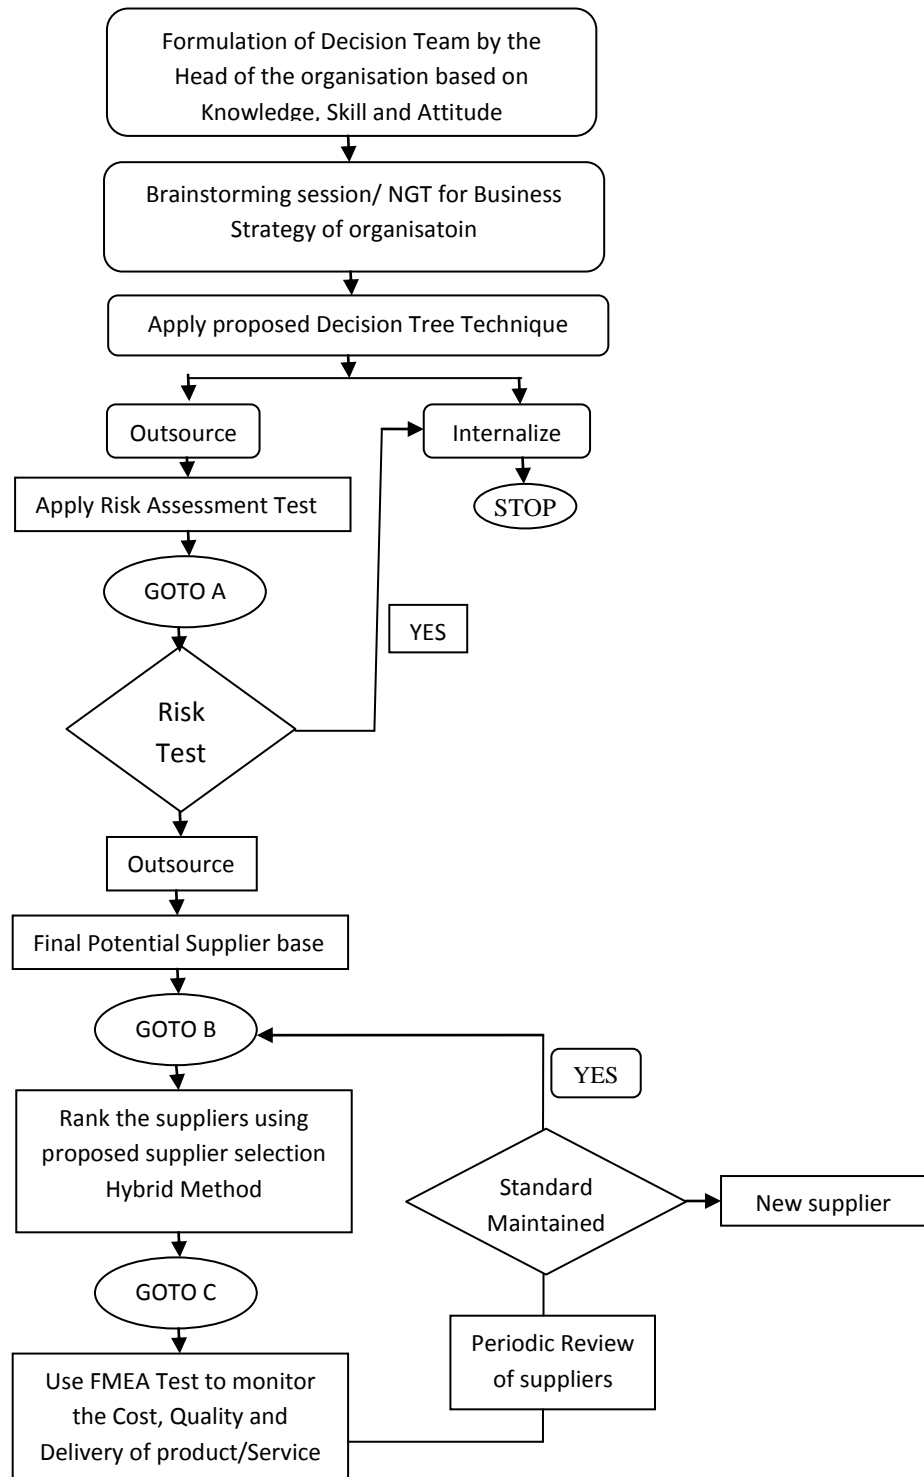 Formulation of Decision Team by the
Head of the organisation based on
Knowledge, Skill and Attitude
Brainstorming session/ NGT for Business
Strategy of organisatoin
Apply proposed Decision Tree Technique
Outsource
Internalize
Apply Risk Assessment Test
STOP
GOTO A
YES
Risk
Test
Outsource
Final Potential Supplier base
GOTO B
YES
Rank the suppliers using
proposed supplier selection
Hybrid Method
Standard
Maintained
New supplier
GOTO C
Periodic Review
of suppliers
Use FMEA Test to monitor
the Cost, Quality and
Delivery of product/Service